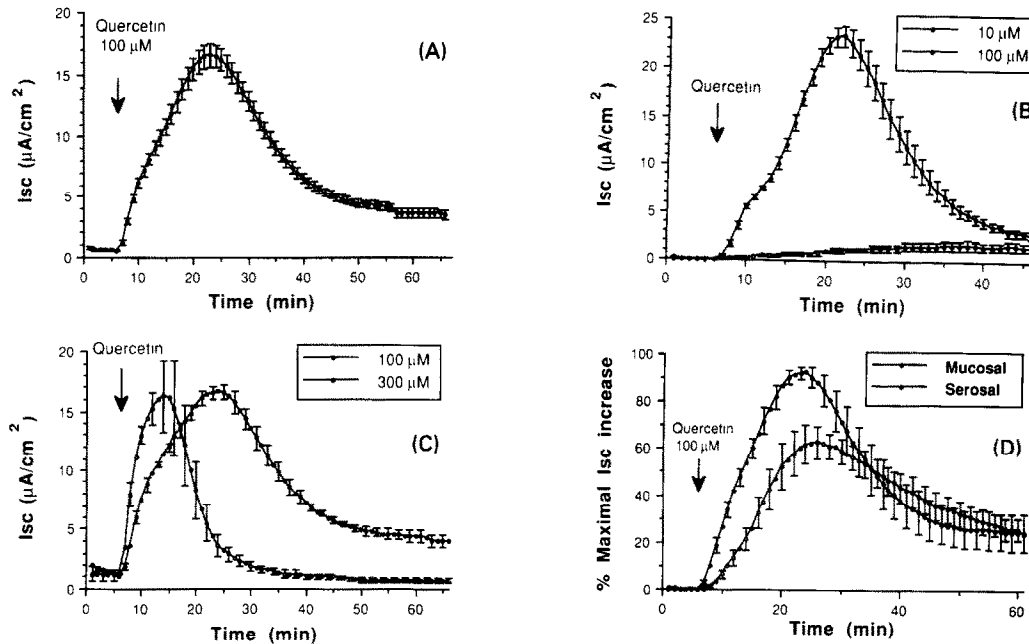 Quercetin
100 μM
(A)
Isc (μA/cm²)
20
15
10
5
0
0 10 20 30 40 50 60
Time (min)
10 μM
100 μM
Quercetin
(B)
Isc (μA/cm²)
25
20
15
10
5
0
0 10 20 30 40
Time (min)
Quercetin
100 μM
300 μM
(C)
Isc (μA/cm²)
20
15
10
5
0
0 10 20 30 40 50 60
Time (min)
Mucosal
Serosal
Quercetin
100 μM
(D)
% Maximal Isc increase
100
80
60
40
20
0
0 20 40 60
Time (min)